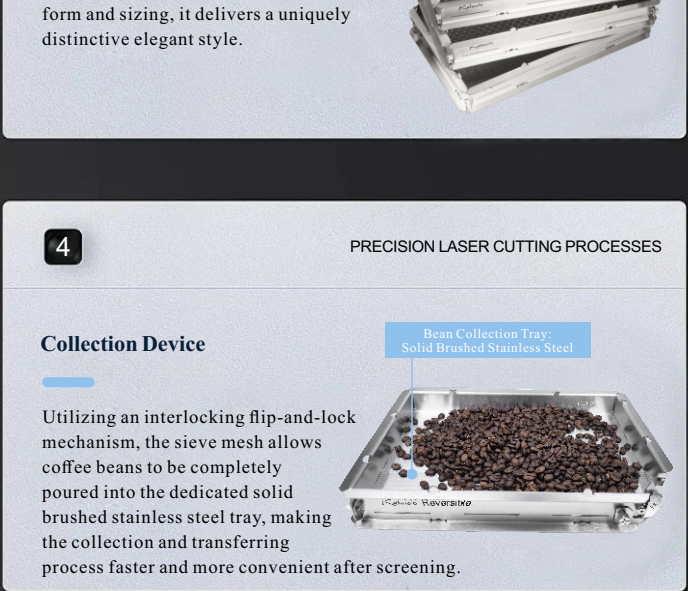 form and sizing, it delivers a uniquely
distinctive elegant style.
4
PRECISION LASER CUTTING PROCESSES
Collection Device
Bean Collection Tray:
Solid Brushed Stainless Steel
Utilizing an interlocking flip-and-lock
mechanism, the sieve mesh allows
coffee beans to be completely
poured into the dedicated solid
brushed stainless steel tray, making
the collection and transferring
process faster and more convenient after screening.
Reversible